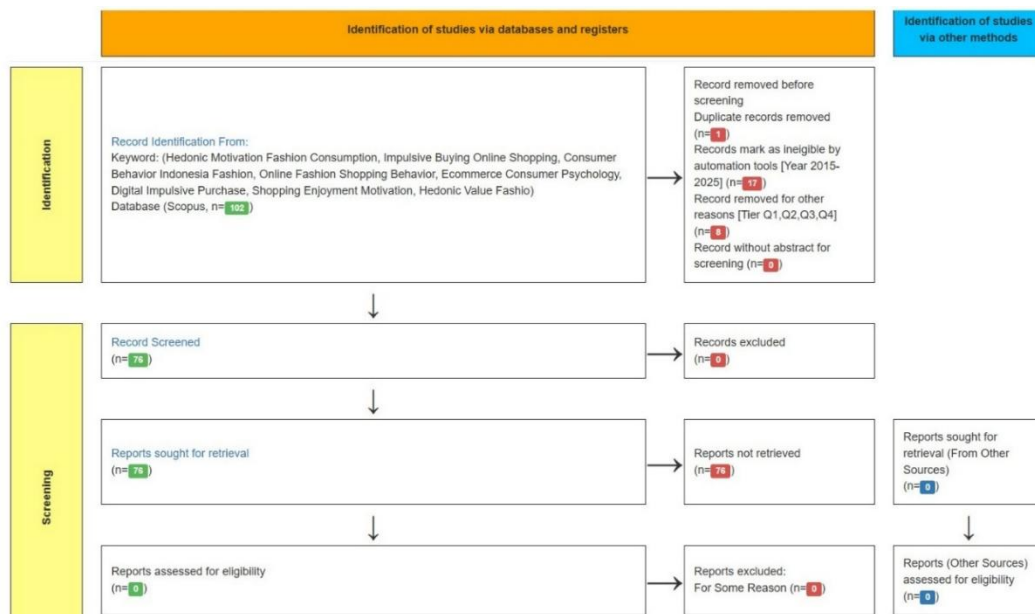 Identification of studies via databases and registers
Identification of studies
via other methods
Identification
Record Identification From:
Keyword: (Hedonic Motivation Fashion Consumption, Impulsive Buying Online Shopping, Consumer
Behavior Indonesia Fashion, Online Fashion Shopping Behavior, Ecommerce Consumer Psychology,
Digital Impulsive Purchase, Shopping Enjoyment Motivation, Hedonic Value Fashio)
Database (Scopus, n=102)
Record removed before
screening
Duplicate records removed
(n=1)
Records mark as ineligible by
automation tools [Year 2015-
2025] (n=17)
Record removed for other
reasons [Tier Q1,Q2,Q3,Q4]
(n=8)
Record without abstract for
screening (n=0)
Screening
Record Screened
(n=76)
Records excluded
(n=0)
Reports sought for retrieval
(n=76)
Reports not retrieved
(n=76)
Reports sought for
retrieval (From Other
Sources)
(n=0)
Reports assessed for eligibility
(n=0)
Reports excluded:
For Some Reason (n=0)
Reports (Other Sources)
assessed for eligibility
(n=0)